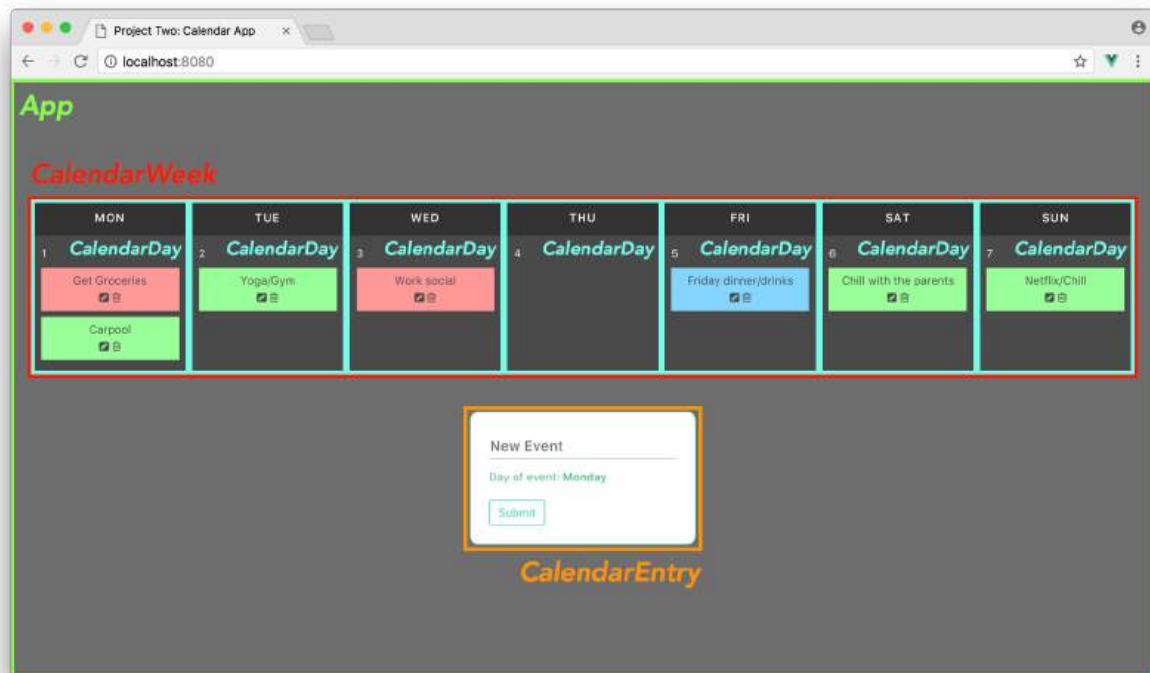 Project Two: Calendar App
localhost:8080
App
CalendarWeek
MON TUE WED THU FRI SAT SUN
1 CalendarDay 2 CalendarDay 3 CalendarDay 4 CalendarDay 5 CalendarDay 6 CalendarDay 7 CalendarDay
Get Groceries Yoga/Gym Work social Friday dinner/drinks Chill with the parents Netflix/Chill
Carpool
New Event
Day of event: Monday
Submit
CalendarEntry